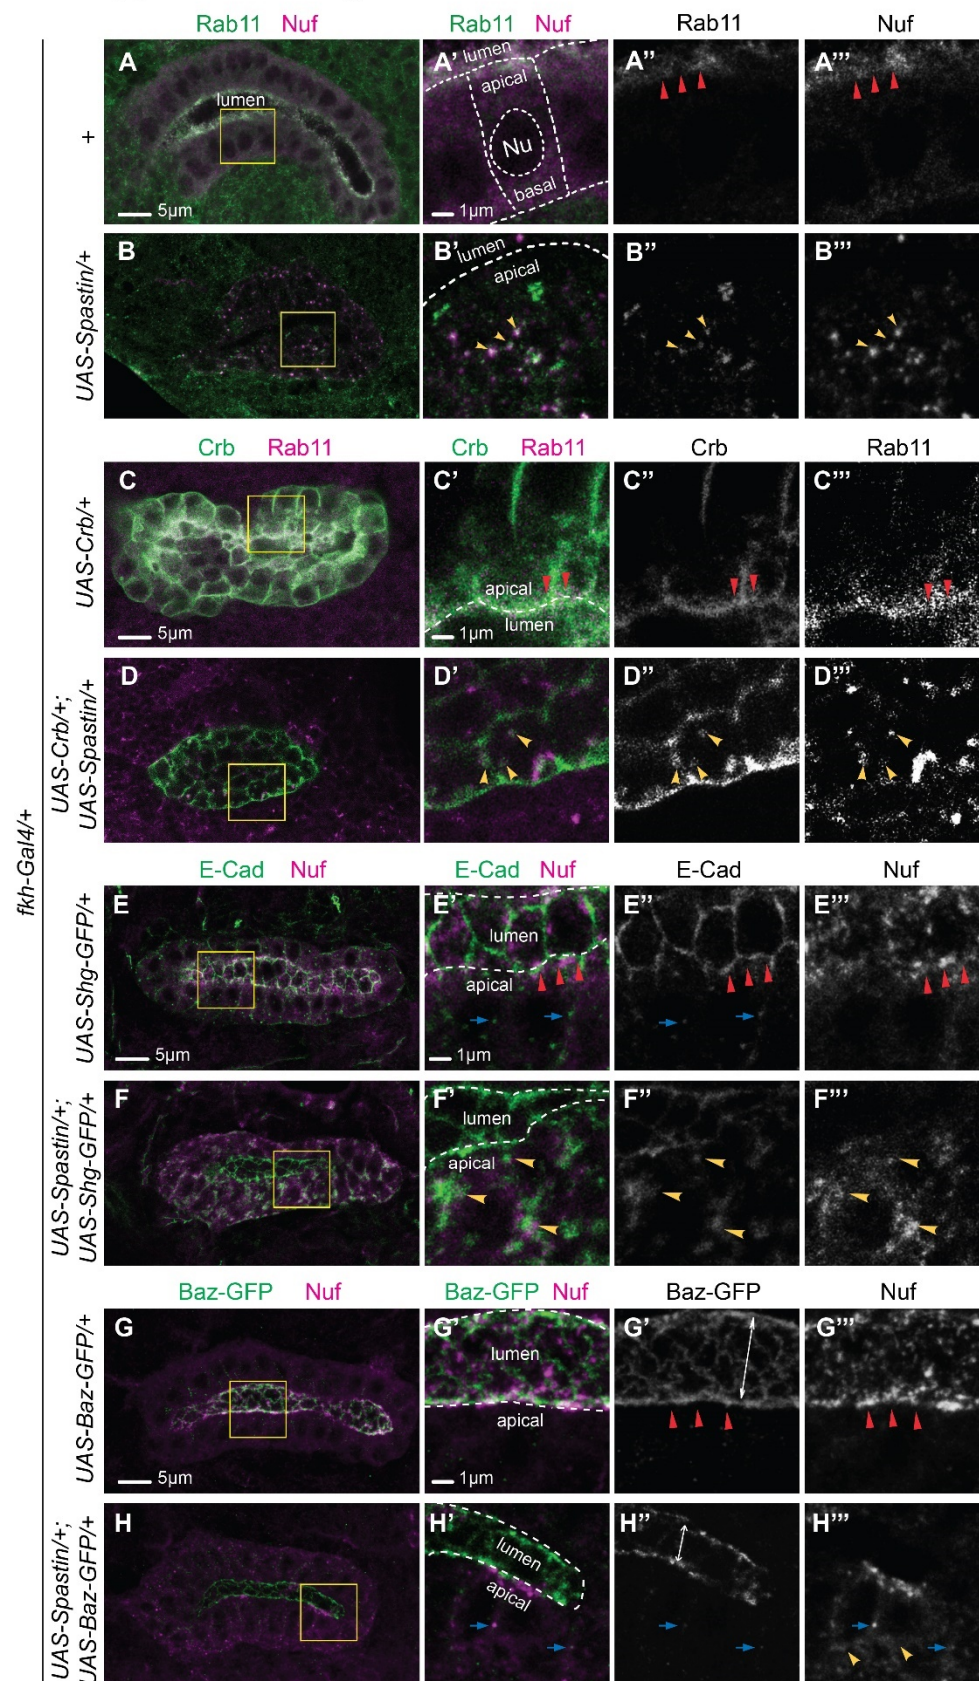 Rab11 Nuf Rab11 Nuf Rab11 Nuf
fkh-Gal4/+
+
A lumen 5µm
A' lumen apical Nu basal 1µm
A''
A'''
UAS-Spastin/+
B
B' lumen apical
B''
B'''
Crb Rab11 Crb Rab11 Crb Rab11
UAS-Crb/+
C 5µm
C' apical lumen 1µm
C''
C'''
UAS-Crb/+;
UAS-Spastin/+
D
D'
D''
D'''
E-Cad Nuf E-Cad Nuf E-Cad Nuf
UAS-Shg-GFP/+
E 5µm
E' lumen apical 1µm
E''
E'''
UAS-Spastin/+;
UAS-Shg-GFP/+
F
F' lumen apical
F''
F'''
Baz-GFP Nuf Baz-GFP Nuf Baz-GFP Nuf
UAS-Baz-GFP/+
G 5µm
G' lumen apical 1µm
G'
G'''
UAS-Spastin/+;
UAS-Baz-GFP/+
H
H' lumen apical
H''
H'''